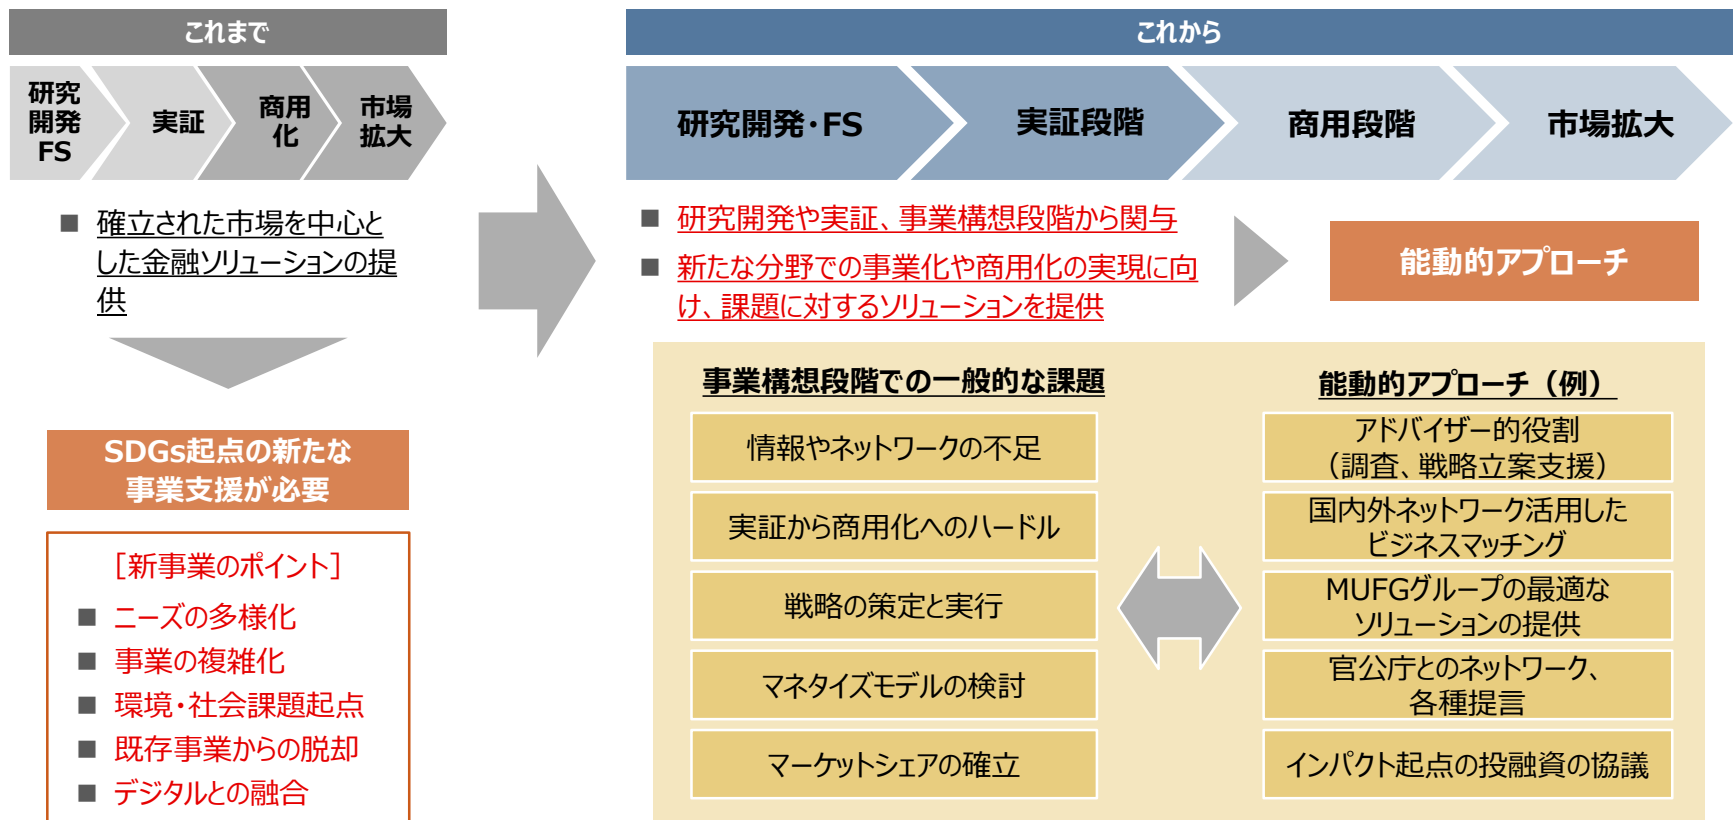 これまで
研究
開発
FS
実証
商用
化
市場
拡大
■ 確立された市場を中心と
した金融ソリューションの提
供
SDGs起点の新たな
事業支援が必要
［新事業のポイント］
■ ニーズの多様化
■ 事業の複雑化
■ 環境・社会課題起点
■ 既存事業からの脱却
■ デジタルとの融合
これから
研究開発・FS
実証段階
商用段階
市場拡大
■ 研究開発や実証、事業構想段階から関与
■ 新たな分野での事業化や商用化の実現に向
け、課題に対するソリューションを提供
能動的アプローチ
事業構想段階での一般的な課題
情報やネットワークの不足
実証から商用化へのハードル
戦略の策定と実行
マネタイズモデルの検討
マーケットシェアの確立
能動的アプローチ（例）
アドバイザー的役割
（調査、戦略立案支援）
国内外ネットワーク活用した
ビジネスマッチング
MUFGグループの最適な
ソリューションの提供
官公庁とのネットワーク、
各種提言
インパクト起点の投融資の協議